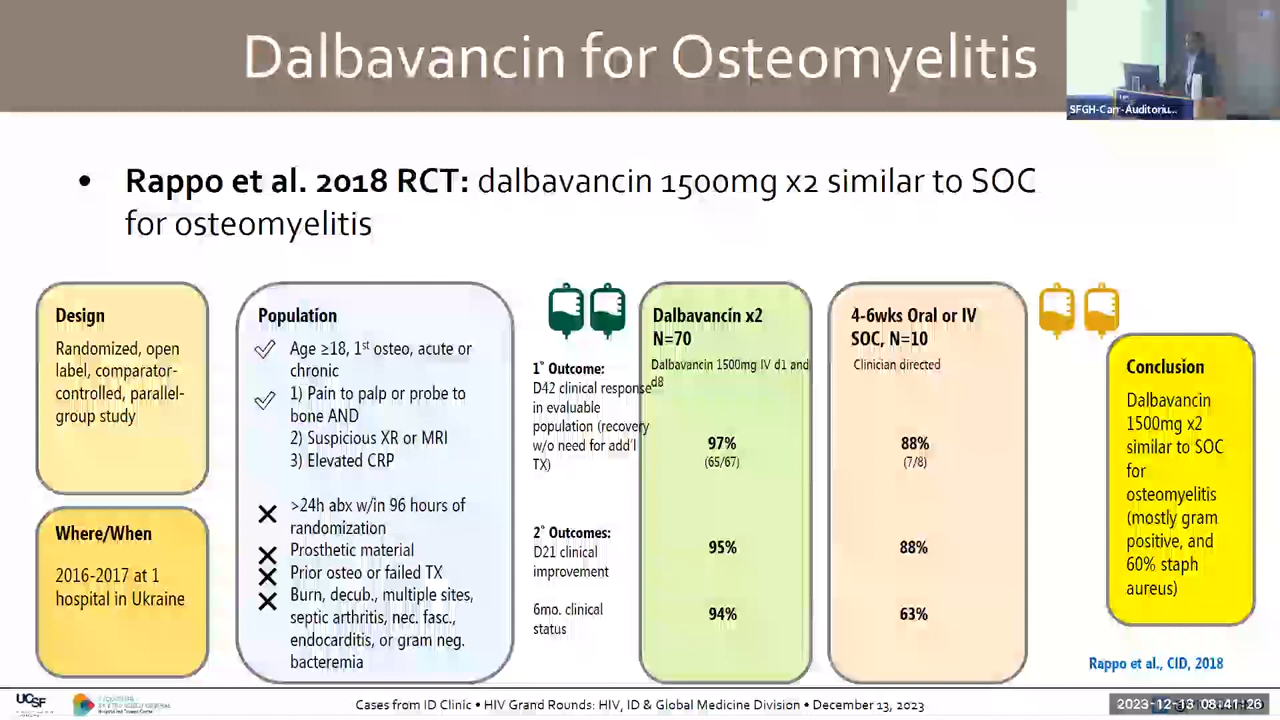 Dalbavancin for Osteomyelitis
SFGH-Carr-Auditoriu...
• Rappo et al. 2018 RCT: dalbavancin 1500mg x2 similar to SOC
for osteomyelitis
Design
Randomized, open
label, comparator-
controlled, parallel-
group study
Where/When
2016-2017 at 1
hospital in Ukraine
Population
Age ≥18, 1st osteo, acute or
chronic
1) Pain to palp or probe to
bone AND
2) Suspicious XR or MRI
3) Elevated CRP
>24h abx w/in 96 hours of
randomization
Prosthetic material
Prior osteo or failed TX
Burn, decub., multiple sites,
septic arthritis, nec. fasc.,
endocarditis, or gram neg.
bacteremia
1° Outcome:
D42 clinical response
in evaluable
population (recovery
w/o need for add'l
TX)
2° Outcomes:
D21 clinical
improvement
6mo. clinical
status
Dalbavancin x2
N=70
Dalbavancin 1500mg IV d1 and
d8
97%
(65/67)
95%
94%
4-6wks Oral or IV
SOC, N=10
Clinician directed
88%
(7/8)
88%
63%
Conclusion
Dalbavancin
1500mg x2
similar to SOC
for
osteomyelitis
(mostly gram
positive, and
60% staph
aureus)
Rappo et al., CID, 2018
UCSF
Cases from ID Clinic • HIV Grand Rounds: HIV, ID & Global Medicine Division • December 13, 2023
2023-12-13 08:41:26